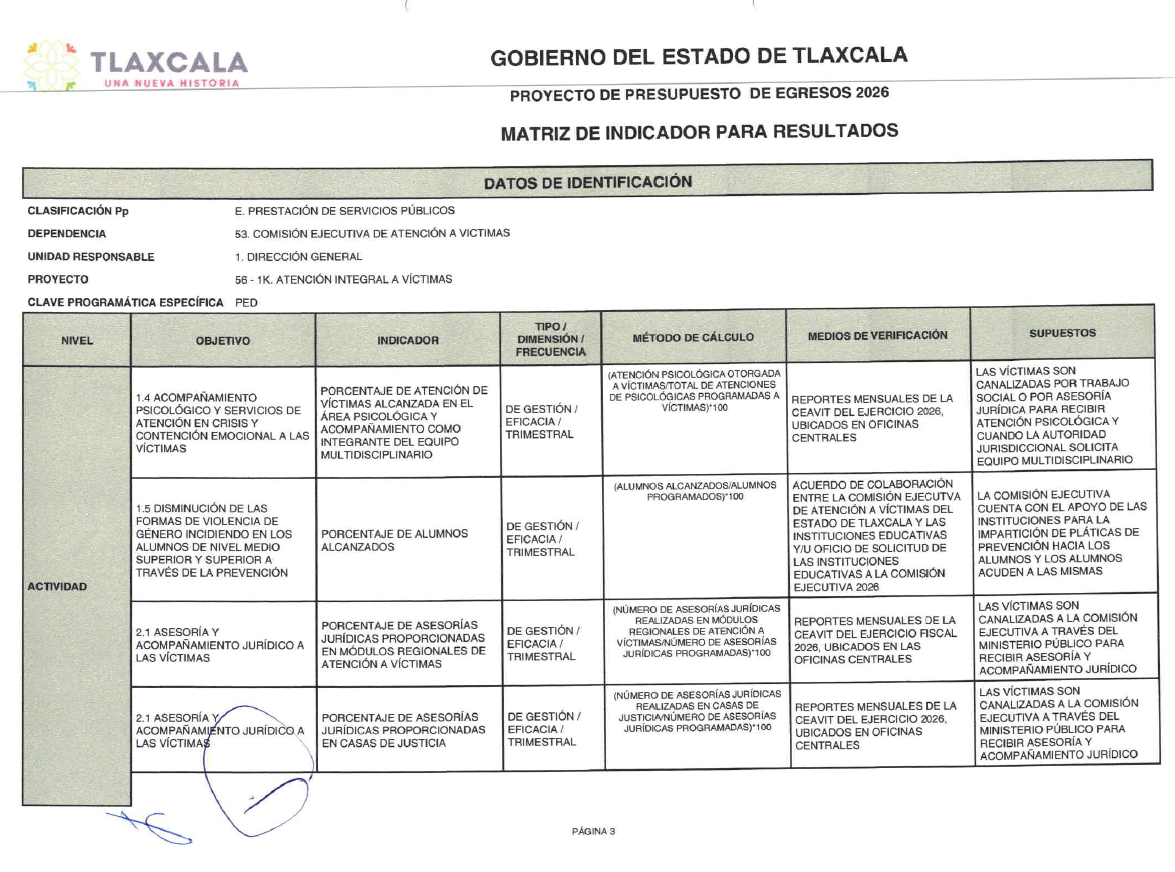 TLAXCALA
UNA NUEVA HISTORIA
GOBIERNO DEL ESTADO DE TLAXCALA
PROYECTO DE PRESUPUESTO DE EGRESOS 2026
MATRIZ DE INDICADOR PARA RESULTADOS
DATOS DE IDENTIFICACIÓN
CLASIFICACIÓN Pp E. PRESTACIÓN DE SERVICIOS PÚBLICOS
DEPENDENCIA 53. COMISIÓN EJECUTIVA DE ATENCIÓN A VICTIMAS
UNIDAD RESPONSABLE 1. DIRECCIÓN GENERAL
PROYECTO 56 - 1K. ATENCIÓN INTEGRAL A VÍCTIMAS
CLAVE PROGRAMÁTICA ESPECÍFICA PED
NIVEL
OBJETIVO
INDICADOR
TIPO /
DIMENSIÓN /
FRECUENCIA
MÉTODO DE CÁLCULO
MEDIOS DE VERIFICACIÓN
SUPUESTOS
ACTIVIDAD
1.4 ACOMPAÑAMIENTO
PSICOLÓGICO Y SERVICIOS DE
ATENCIÓN EN CRISIS Y
CONTENCIÓN EMOCIONAL A LAS
VÍCTIMAS
PORCENTAJE DE ATENCIÓN DE
VÍCTIMAS ALCANZADA EN EL
ÁREA PSICOLÓGICA Y
ACOMPAÑAMIENTO COMO
INTEGRANTE DEL EQUIPO
MULTIDISCIPLINARIO
DE GESTIÓN /
EFICACIA /
TRIMESTRAL
(ATENCIÓN PSICOLÓGICA OTORGADA
A VÍCTIMAS/TOTAL DE ATENCIONES
DE PSICOLÓGICAS PROGRAMADAS A
VÍCTIMAS)*100
REPORTES MENSUALES DE LA
CEAVIT DEL EJERCICIO 2026,
UBICADOS EN OFICINAS
CENTRALES
LAS VÍCTIMAS SON
CANALIZADAS POR TRABAJO
SOCIAL O POR ASESORÍA
JURÍDICA PARA RECIBIR
ATENCIÓN PSICOLÓGICA Y
CUANDO LA AUTORIDAD
JURISDICCIONAL SOLICITA
EQUIPO MULTIDISCIPLINARIO
1.5 DISMINUCIÓN DE LAS
FORMAS DE VIOLENCIA DE
GÉNERO INCIDIENDO EN LOS
ALUMNOS DE NIVEL MEDIO
SUPERIOR Y SUPERIOR A
TRAVÉS DE LA PREVENCIÓN
PORCENTAJE DE ALUMNOS
ALCANZADOS
DE GESTIÓN /
EFICACIA /
TRIMESTRAL
(ALUMNOS ALCANZADOS/ALUMNOS
PROGRAMADOS)*100
ACUERDO DE COLABORACIÓN
ENTRE LA COMISIÓN EJECUTVA
DE ATENCIÓN A VÍCTIMAS DEL
ESTADO DE TLAXCALA Y LAS
INSTITUCIONES EDUCATIVAS
Y/U OFICIO DE SOLICITUD DE
LAS INSTITUCIONES
EDUCATIVAS A LA COMISIÓN
EJECUTIVA 2026
LA COMISIÓN EJECUTIVA
CUENTA CON EL APOYO DE LAS
INSTITUCIONES PARA LA
IMPARTICIÓN DE PLÁTICAS DE
PREVENCIÓN HACIA LOS
ALUMNOS Y LOS ALUMNOS
ACUDEN A LAS MISMAS
2.1 ASESORÍA Y
ACOMPAÑAMIENTO JURÍDICO A
LAS VÍCTIMAS
PORCENTAJE DE ASESORÍAS
JURÍDICAS PROPORCIONADAS
EN MÓDULOS REGIONALES DE
ATENCIÓN A VÍCTIMAS
DE GESTIÓN /
EFICACIA /
TRIMESTRAL
(NÚMERO DE ASESORÍAS JURÍDICAS
REALIZADAS EN MÓDULOS
REGIONALES DE ATENCIÓN A
VÍCTIMAS/NÚMERO DE ASESORÍAS
JURÍDICAS PROGRAMADAS)*100
REPORTES MENSUALES DE LA
CEAVIT DEL EJERCICIO FISCAL
2026, UBICADOS EN LAS
OFICINAS CENTRALES
LAS VÍCTIMAS SON
CANALIZADAS A LA COMISIÓN
EJECUTIVA A TRAVÉS DEL
MINISTERIO PÚBLICO PARA
RECIBIR ASESORÍA Y
ACOMPAÑAMIENTO JURÍDICO
2.1 ASESORÍA Y
ACOMPAÑAMIENTO JURÍDICO A
LAS VÍCTIMAS
PORCENTAJE DE ASESORÍAS
JURÍDICAS PROPORCIONADAS
EN CASAS DE JUSTICIA
DE GESTIÓN /
EFICACIA /
TRIMESTRAL
(NÚMERO DE ASESORÍAS JURÍDICAS
REALIZADAS EN CASAS DE
JUSTICIA/NÚMERO DE ASESORÍAS
JURÍDICAS PROGRAMADAS)*100
REPORTES MENSUALES DE LA
CEAVIT DEL EJERCICIO 2026,
UBICADOS EN OFICINAS
CENTRALES
LAS VÍCTIMAS SON
CANALIZADAS A LA COMISIÓN
EJECUTIVA A TRAVÉS DEL
MINISTERIO PÚBLICO PARA
RECIBIR ASESORÍA Y
ACOMPAÑAMIENTO JURÍDICO
PÁGINA 3